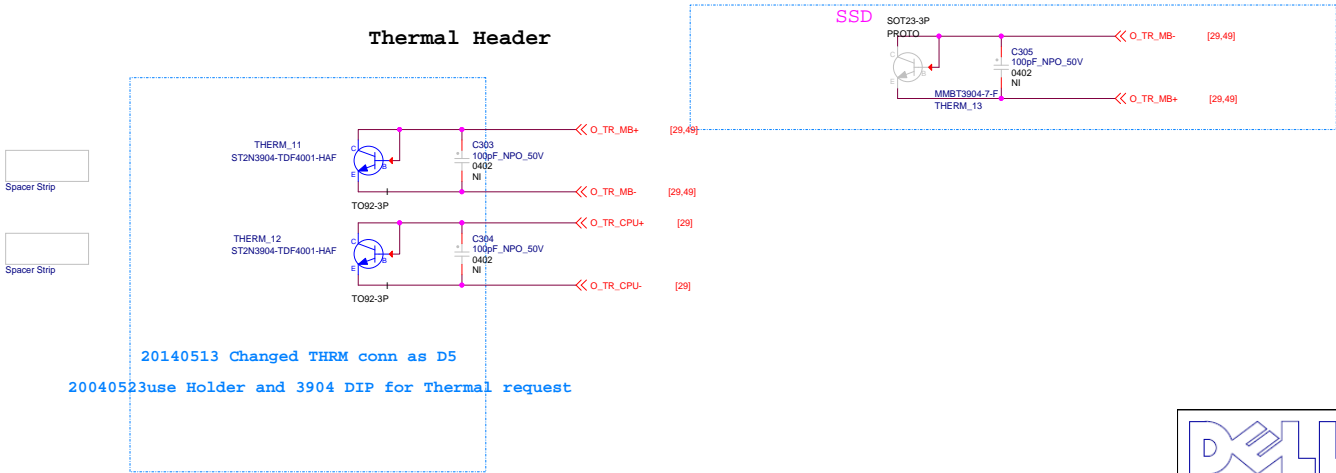 Thermal Header
SSD
SOT23-3P
PROTO
C
B
E
MMBT3904-7-F
THERM_13
C305
100pF_NPO_50V
0402
NI
O_TR_MB- [29,49]
O_TR_MB+ [29,49]
THERM_11
ST2N3904-TDF4001-HAF
C
B
E
TO92-3P
C303
100pF_NPO_50V
0402
NI
O_TR_MB+ [29,49]
O_TR_MB- [29,49]
Spacer Strip
THERM_12
ST2N3904-TDF4001-HAF
C
B
E
TO92-3P
C304
100pF_NPO_50V
0402
NI
O_TR_CPU+ [29]
O_TR_CPU- [29]
Spacer Strip
20140513 Changed THRM conn as D5
20040523use Holder and 3904 DIP for Thermal request
DELL